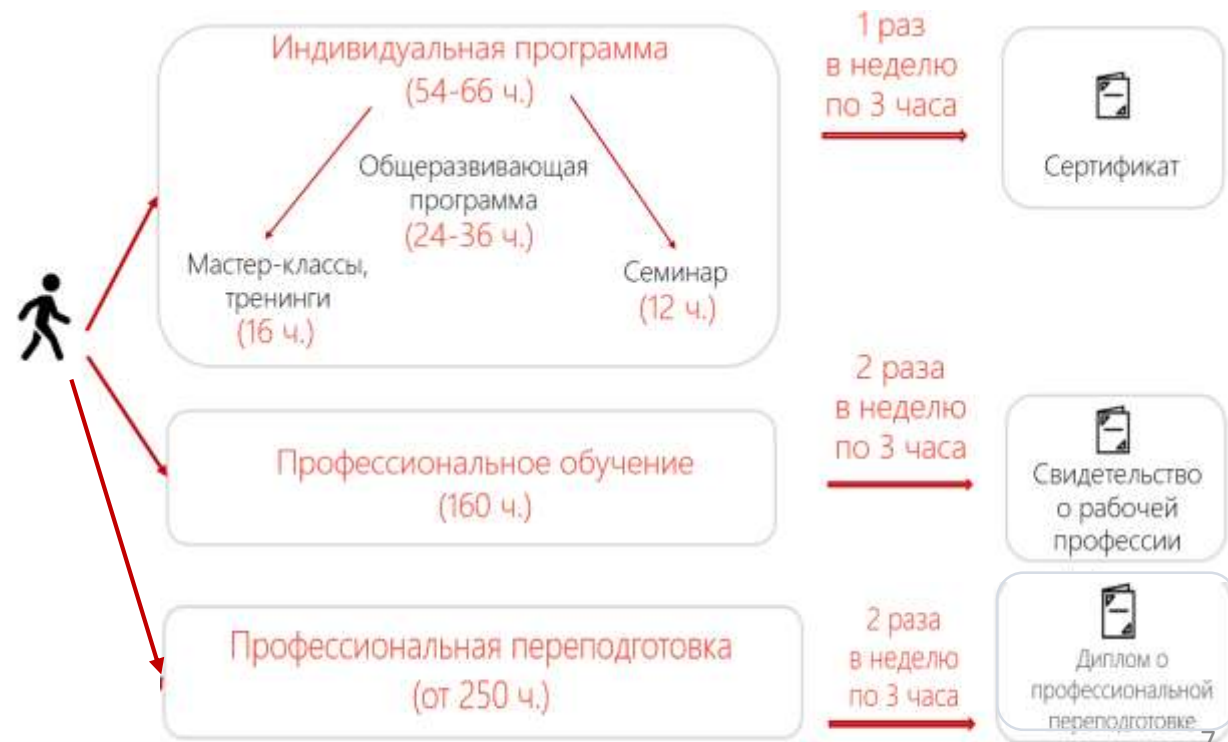 Индивидуальная программа
(54-66 ч.)
Общеразвивающая
программа
(24-36 ч.)
Мастер-классы,
тренинги
(16 ч.)
Семинар
(12 ч.)
1 раз
в неделю
по 3 часа
Сертификат
Профессиональное обучение
(160 ч.)
2 раза
в неделю
по 3 часа
Свидетельство
о рабочей
профессии
Профессиональная переподготовка
(от 250 ч.)
2 раза
в неделю
по 3 часа
Диплом о
профессиональной
переподготовке
7